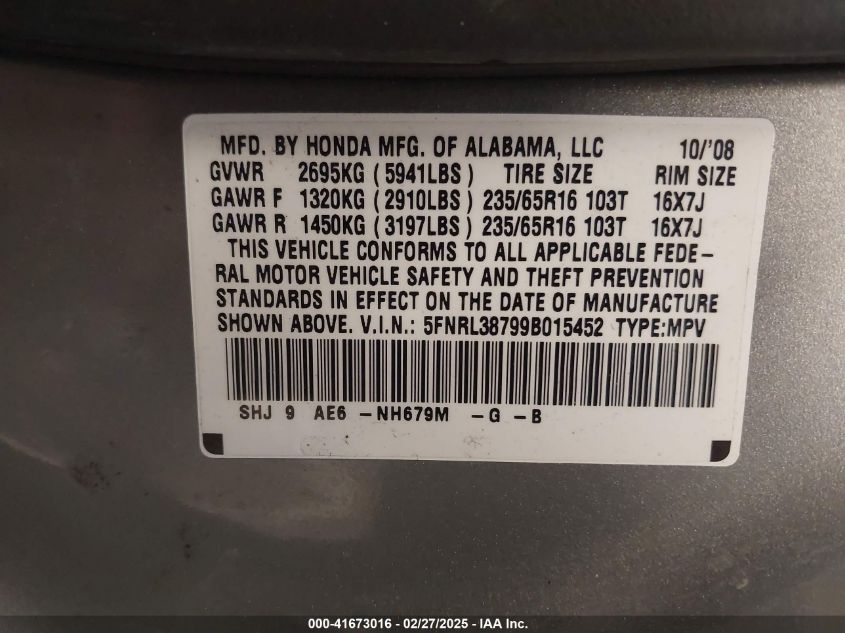 MFD. BY HONDA MFG. OF ALABAMA, LLC 10/'08
GVWR 2695KG (5941LBS) TIRE SIZE RIM SIZE
GAWR F 1320KG (2910LBS) 235/65R16 103T 16X7J
GAWR R 1450KG (3197LBS) 235/65R16 103T 16X7J
THIS VEHICLE CONFORMS TO ALL APPLICABLE FEDE-
RAL MOTOR VEHICLE SAFETY AND THEFT PREVENTION
STANDARDS IN EFFECT ON THE DATE OF MANUFACTURE
SHOWN ABOVE. V.I.N.: 5FNRL38799B015452 TYPE:MPV
SHJ 9 AE6 -NH679M -G -B
000-41673016 - 02/27/2025 - IAA Inc.